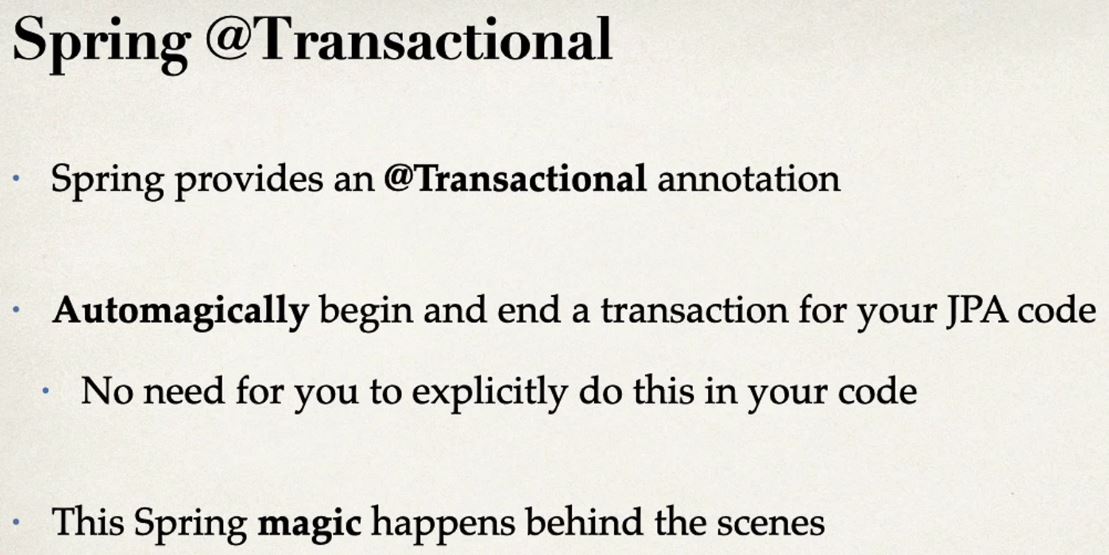 Spring @Transactional
• Spring provides an @Transactional annotation
• Automagically begin and end a transaction for your JPA code
• No need for you to explicitly do this in your code
• This Spring magic happens behind the scenes